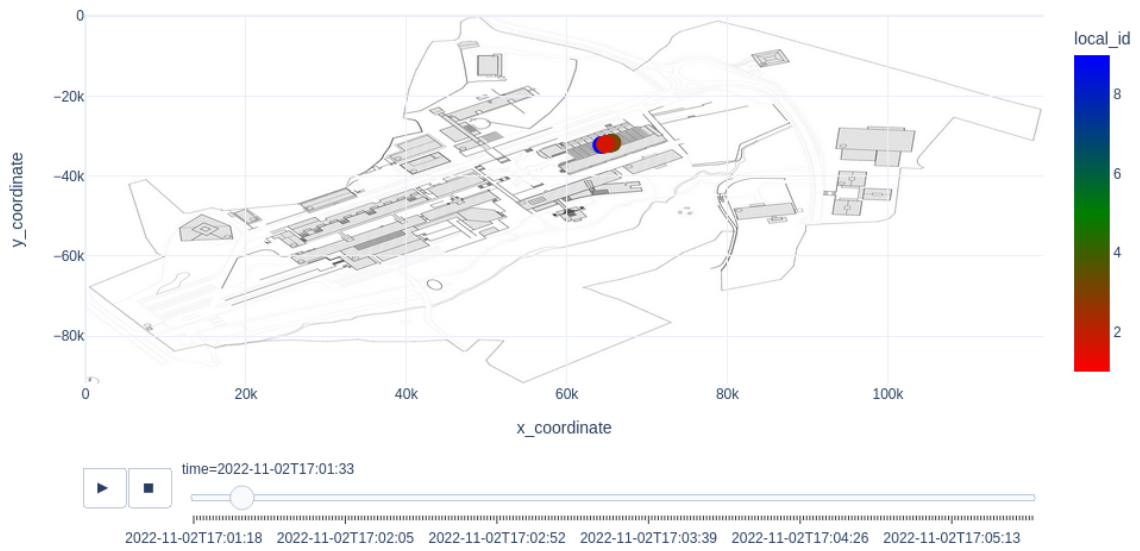 0
−20k
−40k
−60k
−80k
y_coordinate
0
20k
40k
60k
80k
100k
x_coordinate
local_id
8
6
4
2
time=2022-11-02T17:01:33
2022-11-02T17:01:18
2022-11-02T17:02:05
2022-11-02T17:02:52
2022-11-02T17:03:39
2022-11-02T17:04:26
2022-11-02T17:05:13